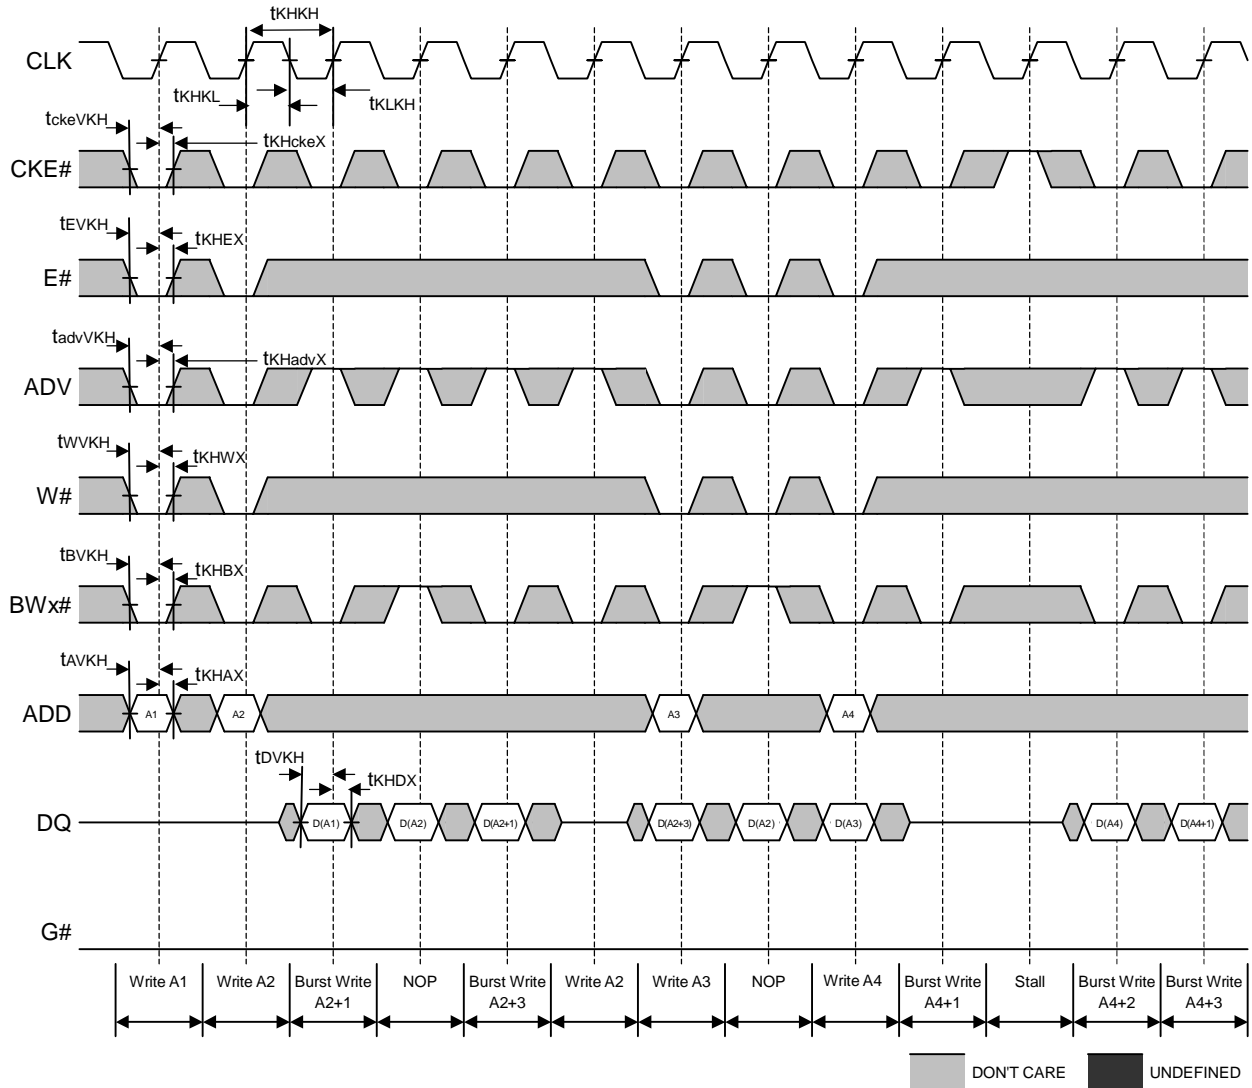 tKHKH
CLK
tKHKL
tKLKH
tckeVKH
tKHckeX
CKE#
tEVKH
tKHEX
E#
tadvVKH
tKHadvX
ADV
tWVKH
tKHWX
W#
tBVKH
tKHBX
BWx#
tAVKH
tKHAX
ADD
A1
A2
A3
A4
tDVKH
tKHDX
DQ
D(A1)
D(A2)
D(A2+1)
D(A2+3)
D(A2)
D(A3)
D(A4)
D(A4+1)
G#
Write A1
Write A2
Burst Write
A2+1
NOP
Burst Write
A2+3
Write A2
Write A3
NOP
Write A4
Burst Write
A4+1
Stall
Burst Write
A4+2
Burst Write
A4+3
DON'T CARE
UNDEFINED